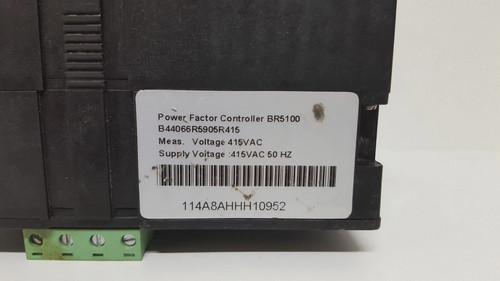 Power Factor Controller BR5100
B44066R5905R415
Meas. Voltage 415VAC
Supply Voltage :415VAC 50 HZ
114A8AHHH10952